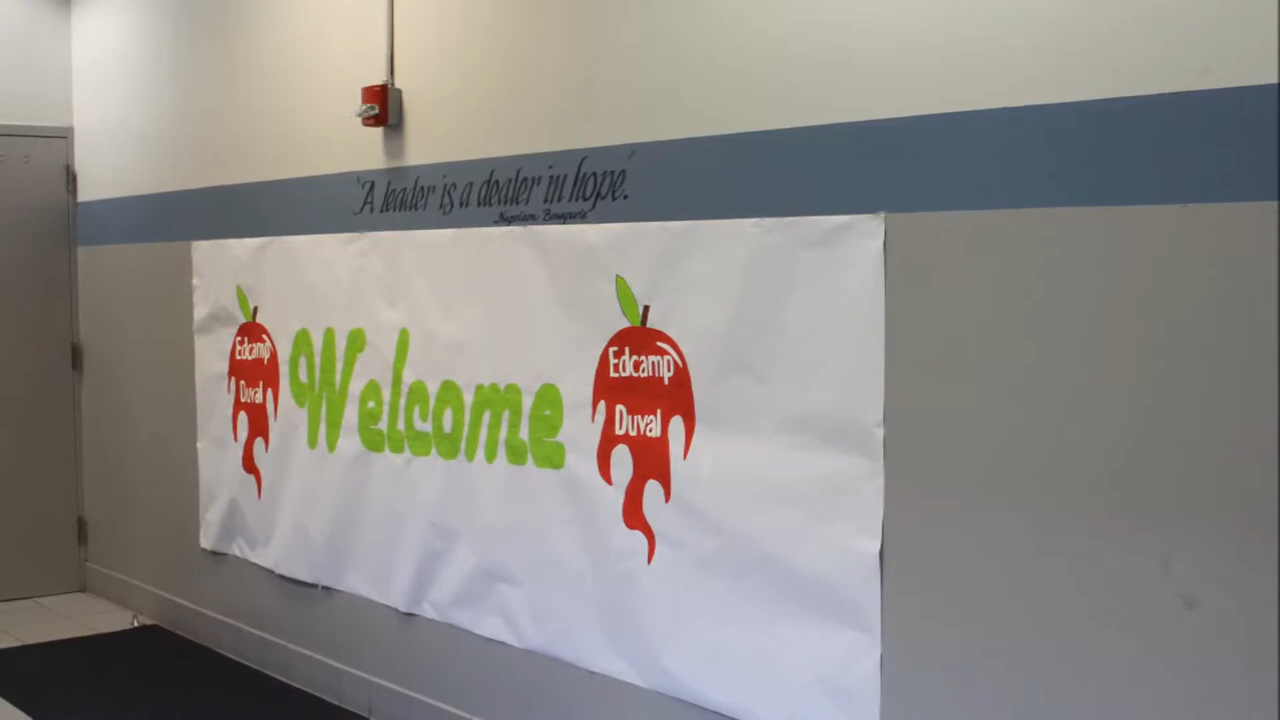 "A leader is a dealer in hope."
-Napoleon Bonaparte
Edcamp
Duval
Welcome
Edcamp
Duval